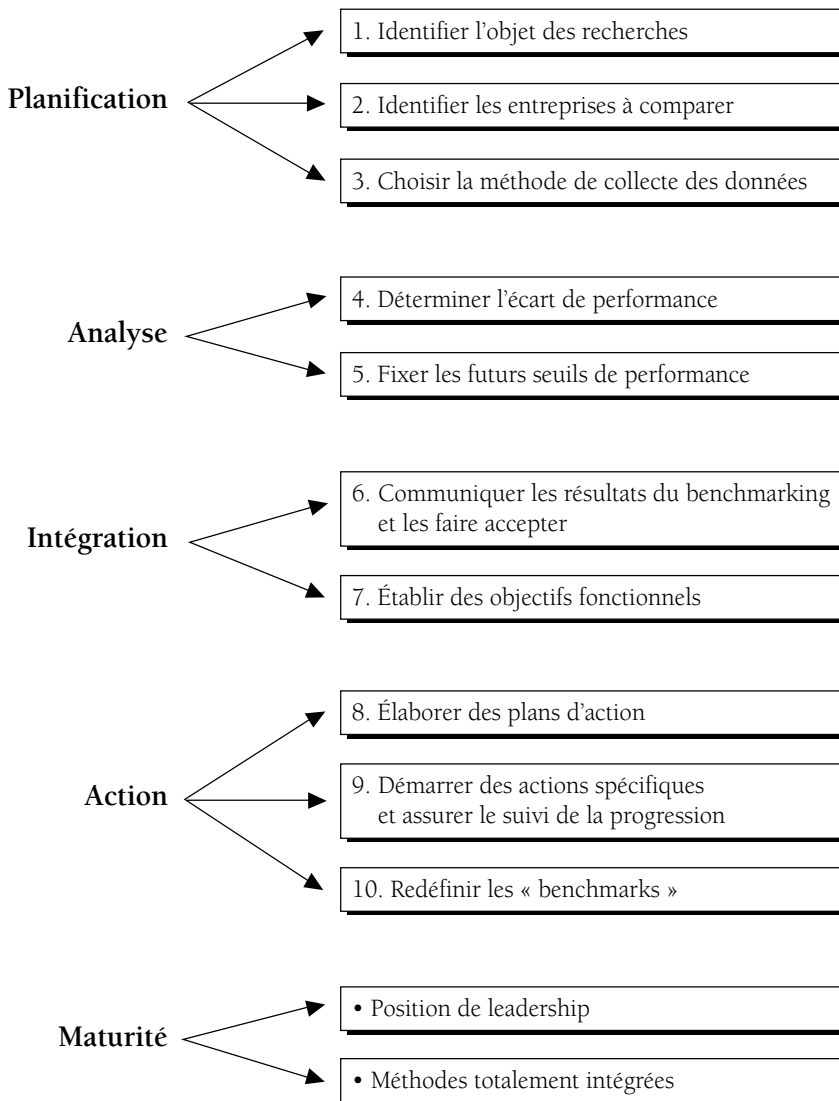 Planification
1. Identifier l’objet des recherches
2. Identifier les entreprises à comparer
3. Choisir la méthode de collecte des données
Analyse
4. Déterminer l’écart de performance
5. Fixer les futurs seuils de performance
Intégration
6. Communiquer les résultats du benchmarking
et les faire accepter
7. Établir des objectifs fonctionnels
Action
8. Élaborer des plans d’action
9. Démarrer des actions spécifiques
et assurer le suivi de la progression
10. Redéfinir les « benchmarks »
Maturité
• Position de leadership
• Méthodes totalement intégrées